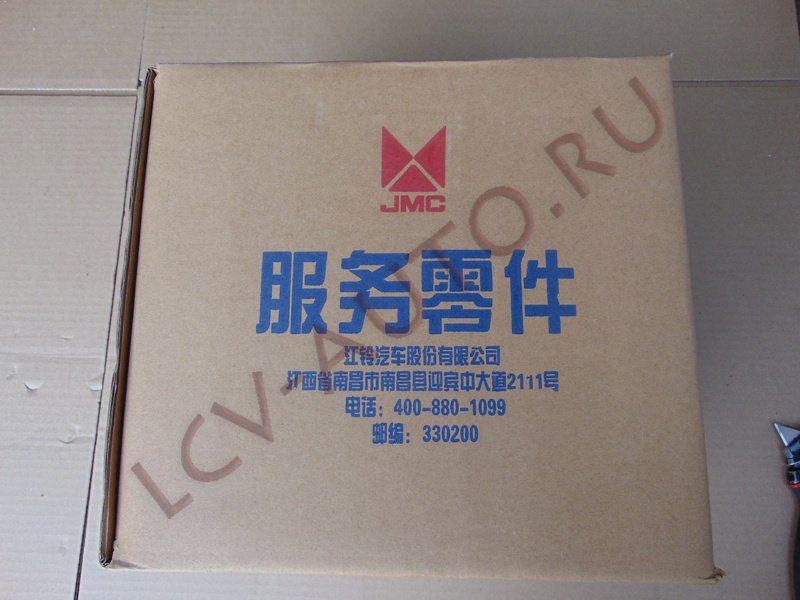 JMC
服务零件
江铃汽车股份有限公司
江西省南昌市南昌县迎宾中大道2111号
电话：400-880-1099
邮编：330200
LCV-AUTO.RU